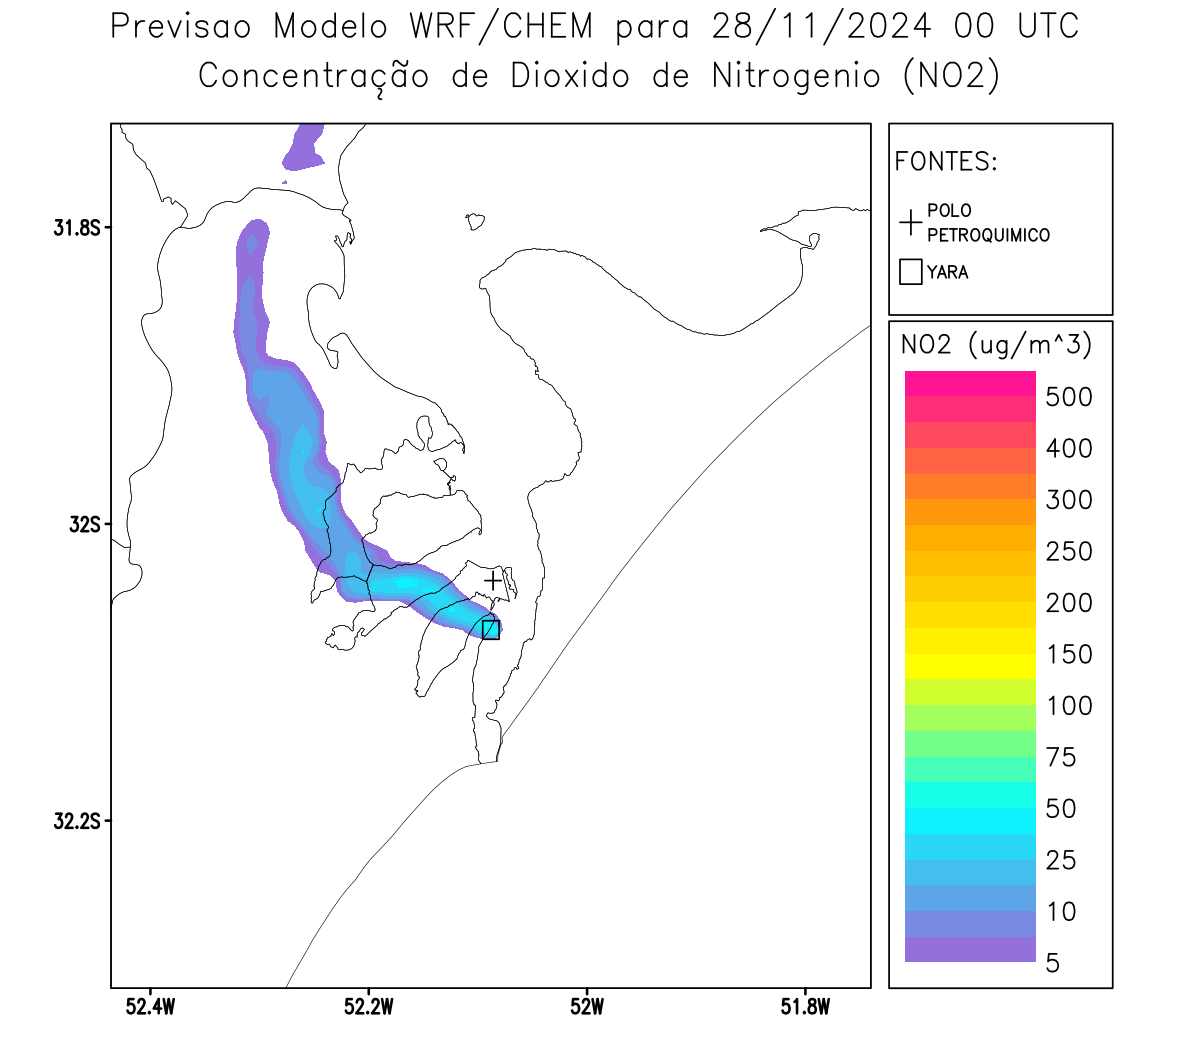 Previsao Modelo WRF/CHEM para 28/11/2024 00 UTC
Concentração de Dioxido de Nitrogenio (NO2)
FONTES:
POLO
PETROQUIMICO
YARA
NO2 (ug/m^3)
500
400
300
250
200
150
100
75
50
25
10
5
31.8S
32S
32.2S
52.4W
52.2W
52W
51.8W